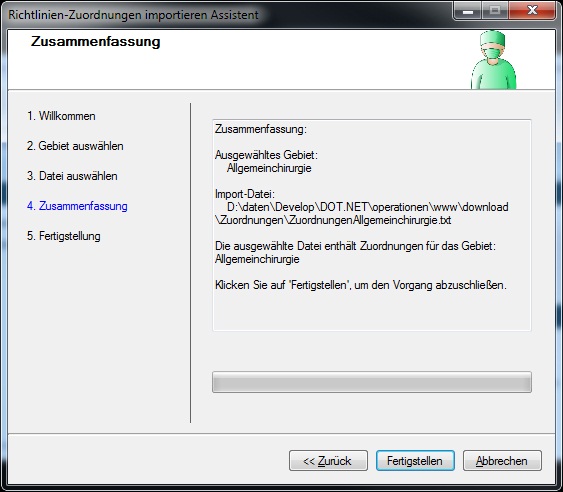 Richtlinien-Zuordnungen importieren Assistent
Zusammenfassung
1. Willkommen
2. Gebiet auswählen
3. Datei auswählen
4. Zusammenfassung
5. Fertigstellung
Zusammenfassung:
Ausgewähltes Gebiet:
Allgemeinchirurgie
Import-Datei:
D:\daten\Develop\DOT.NET\operationen\www\download
\Zuordnungen\ZuordnungenAllgemeinchirurgie.txt
Die ausgewählte Datei enthält Zuordnungen für das Gebiet:
Allgemeinchirurgie
Klicken Sie auf 'Fertigstellen', um den Vorgang abzuschließen.
<< Zurück
Fertigstellen
Abbrechen